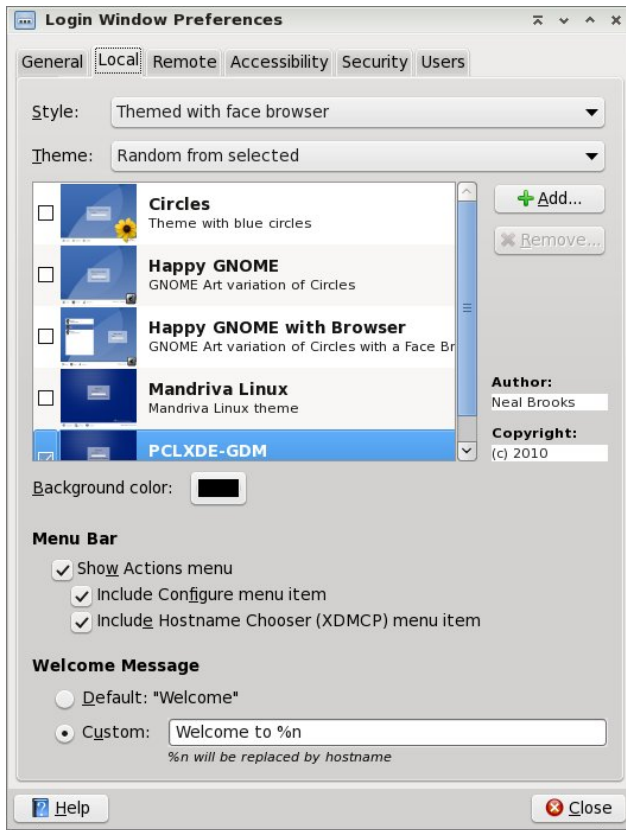 Login Window Preferences
General Local Remote Accessibility Security Users
Style: Themed with face browser
Theme: Random from selected
Circles
Theme with blue circles
Happy GNOME
GNOME Art variation of Circles
Happy GNOME with Browser
GNOME Art variation of Circles with a Face Br
Mandriva Linux
Mandriva Linux theme
PCLXDE-GDM
Add...
Remove...
Author:
Neal Brooks
Copyright:
(c) 2010
Background color:
Menu Bar
Show Actions menu
Include Configure menu item
Include Hostname Chooser (XDMCP) menu item
Welcome Message
Default: "Welcome"
Custom: Welcome to %n
%n will be replaced by hostname
Help
Close